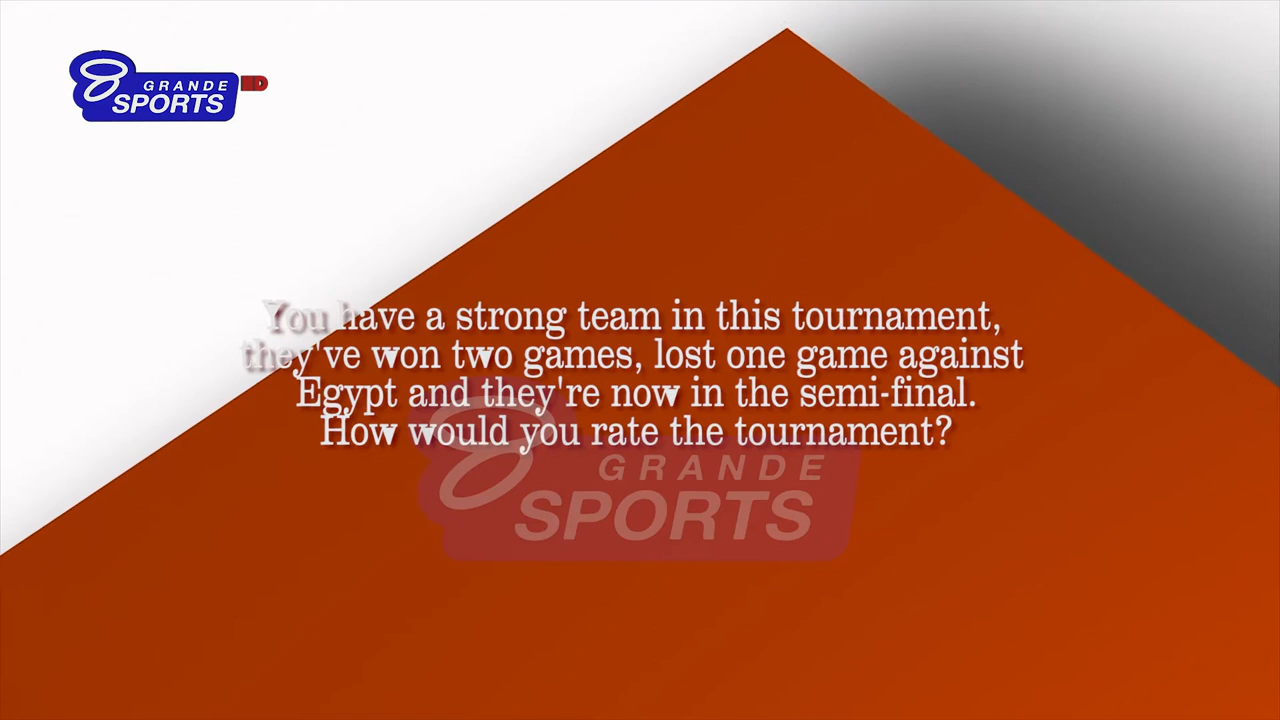 GRANDE
SPORTS
HD
You have a strong team in this tournament,
they've won two games, lost one game against
Egypt and they're now in the semi-final.
How would you rate the tournament?
GRANDE
SPORTS